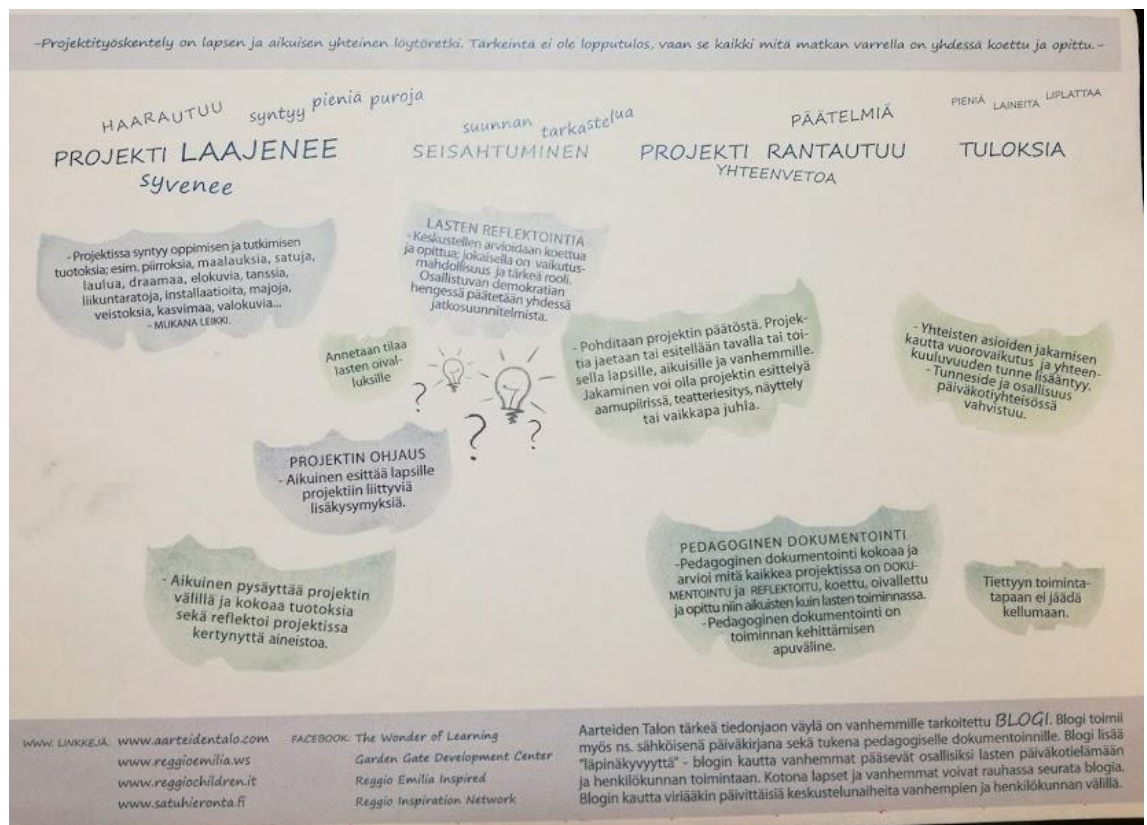 -Projektityöskentely on lapsen ja aikuisen yhteinen löytöretki. Tärkeintä ei ole lopputulos, vaan se kaikki mitä matkan varrella on yhdessä koettu ja opittu.-
HAARAUTUU
syntyy pieniä puroja
PROJEKTI LAAJENEE
syvenee
suunnan tarkastelua
SEISAHTUMINEN
PÄÄTELMIÄ
PROJEKTI RANTAUTUU
YHTEENVETOA
PIENIÄ LAINEITA LIPLATTAA
TULOKSIA
- Projektissa syntyy oppimisen ja tutkimisen
tuotoksia; esim. piirroksia, maalauksia, satuja,
laulua, draamaa, elokuvia, tanssia,
liikuntaratoja, installaatioita, majoja,
veistoksia, kasvimaa, valokuvia...
- MUKANA LEIKKI.
LASTEN REFLEKTOINTIA
- Keskustellen arvioidaan koettua
ja opittua; jokaisella on vaikutus-
mahdollisuus ja tärkeä rooli.
Osallistuvan demokratian
hengessä päätetään yhdessä
jatkosuunnitelmista.
Annetaan tilaa
lasten oival-
luksille
?
?
?
- Pohditaan projektin päätöstä. Projek-
tia jaetaan tai esitellään tavalla tai toi-
sella lapsille, aikuisille ja vanhemmille.
Jakaminen voi olla projektin esittelyä
aamupiirissä, teatteriesitys, näyttely
tai vaikkapa juhla.
- Yhteisten asioiden jakamisen
kautta vuorovaikutus ja yhteen-
kuuluvuuden tunne lisääntyy.
- Tunneside ja osallisuus
päiväkotiyhteisössä
vahvistuu.
PROJEKTIN OHJAUS
- Aikuinen esittää lapsille
projektiin liittyviä
lisäkysymyksiä.
- Aikuinen pysäyttää projektin
välillä ja kokoaa tuotoksia
sekä reflektoi projektissa
kertynyttä aineistoa.
PEDAGOGINEN DOKUMENTOINTI
-Pedagoginen dokumentointi kokoaa ja
arvioi mitä kaikkea projektissa on DOKU-
MENTOINTU ja REFLEKTOITU, koettu, oivallettu
ja opittu niin aikuisten kuin lasten toiminnassa.
-Pedagoginen dokumentointi on
toiminnan kehittämisen
apuväline.
Tiettyyn toiminta-
tapaan ei jäädä
kellumaan.
WWW. LINKKEJÄ: www.aarteidentalo.com
www.reggioemilia.ws
www.reggiochildren.it
www.satuhieronta.fi
FACEBOOK: The Wonder of Learning
Garden Gate Development Center
Reggio Emilia Inspired
Reggio Inspiration Network
Aarteiden Talon tärkeä tiedonjaon väylä on vanhemmille tarkoitettu BLOGI. Blogi toimii
myös ns. sähköisenä päiväkirjana sekä tukena pedagogiselle dokumentoinnille. Blogi lisää
"läpinäkyvyyttä" - blogin kautta vanhemmat pääsevät osallisiksi lasten päiväkotielämään
ja henkilökunnan toimintaan. Kotona lapset ja vanhemmat voivat rauhassa seurata blogia.
Blogin kautta viriääkin päivittäisiä keskustelunaiheita vanhempien ja henkilökunnan välillä.